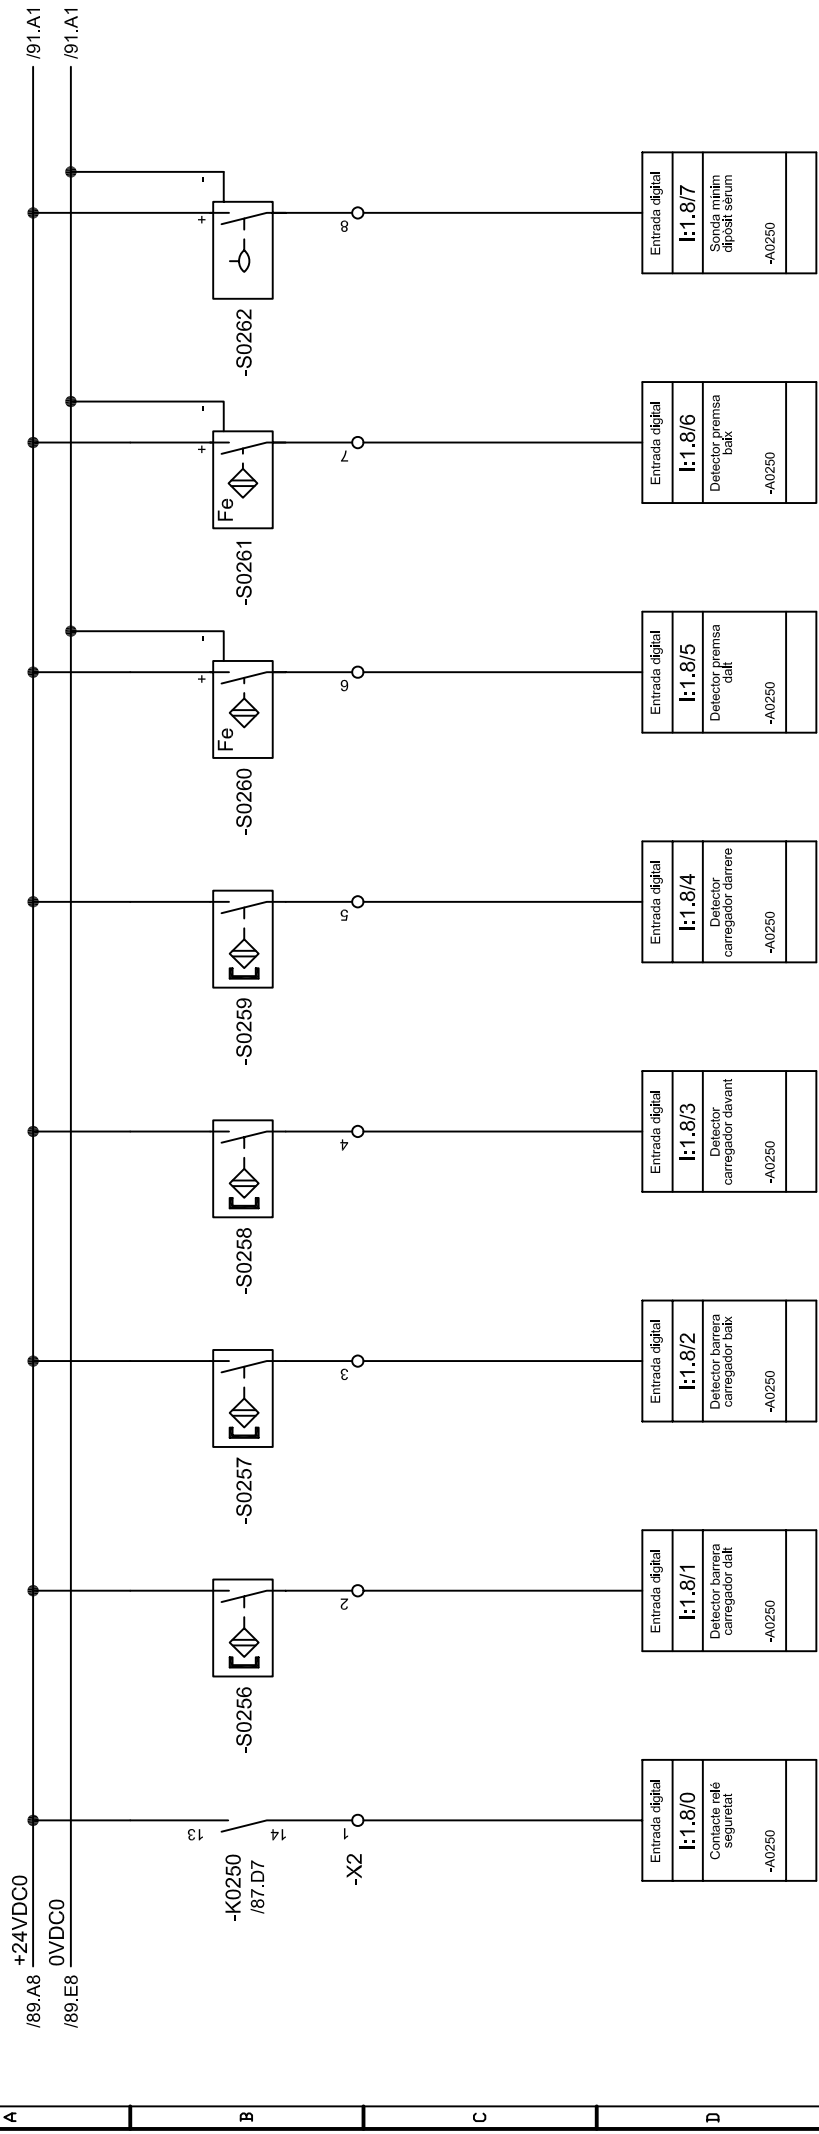 /89.A8
+24VDC0
/91.A1
/89.E8
0VDC0
/91.A1
A
B
C
D
-K0250
/87.D7
13
14
-S0256
-S0257
-S0258
-S0259
-S0260
Fe
+
-
-S0261
Fe
+
-
-S0262
+
-
-X2
1
2
3
4
5
6
7
8
Entrada digital
I:1.8/0
Contacte relé
seguretat
-A0250
Entrada digital
I:1.8/1
Detector barrera
carregador dalt
-A0250
Entrada digital
I:1.8/2
Detector barrera
carregador baix
-A0250
Entrada digital
I:1.8/3
Detector
carregador davant
-A0250
Entrada digital
I:1.8/4
Detector
carregador darrere
-A0250
Entrada digital
I:1.8/5
Detector premsa
dalt
-A0250
Entrada digital
I:1.8/6
Detector premsa
baix
-A0250
Entrada digital
I:1.8/7
Sonda mínim
dipòsit sèrum
-A0250